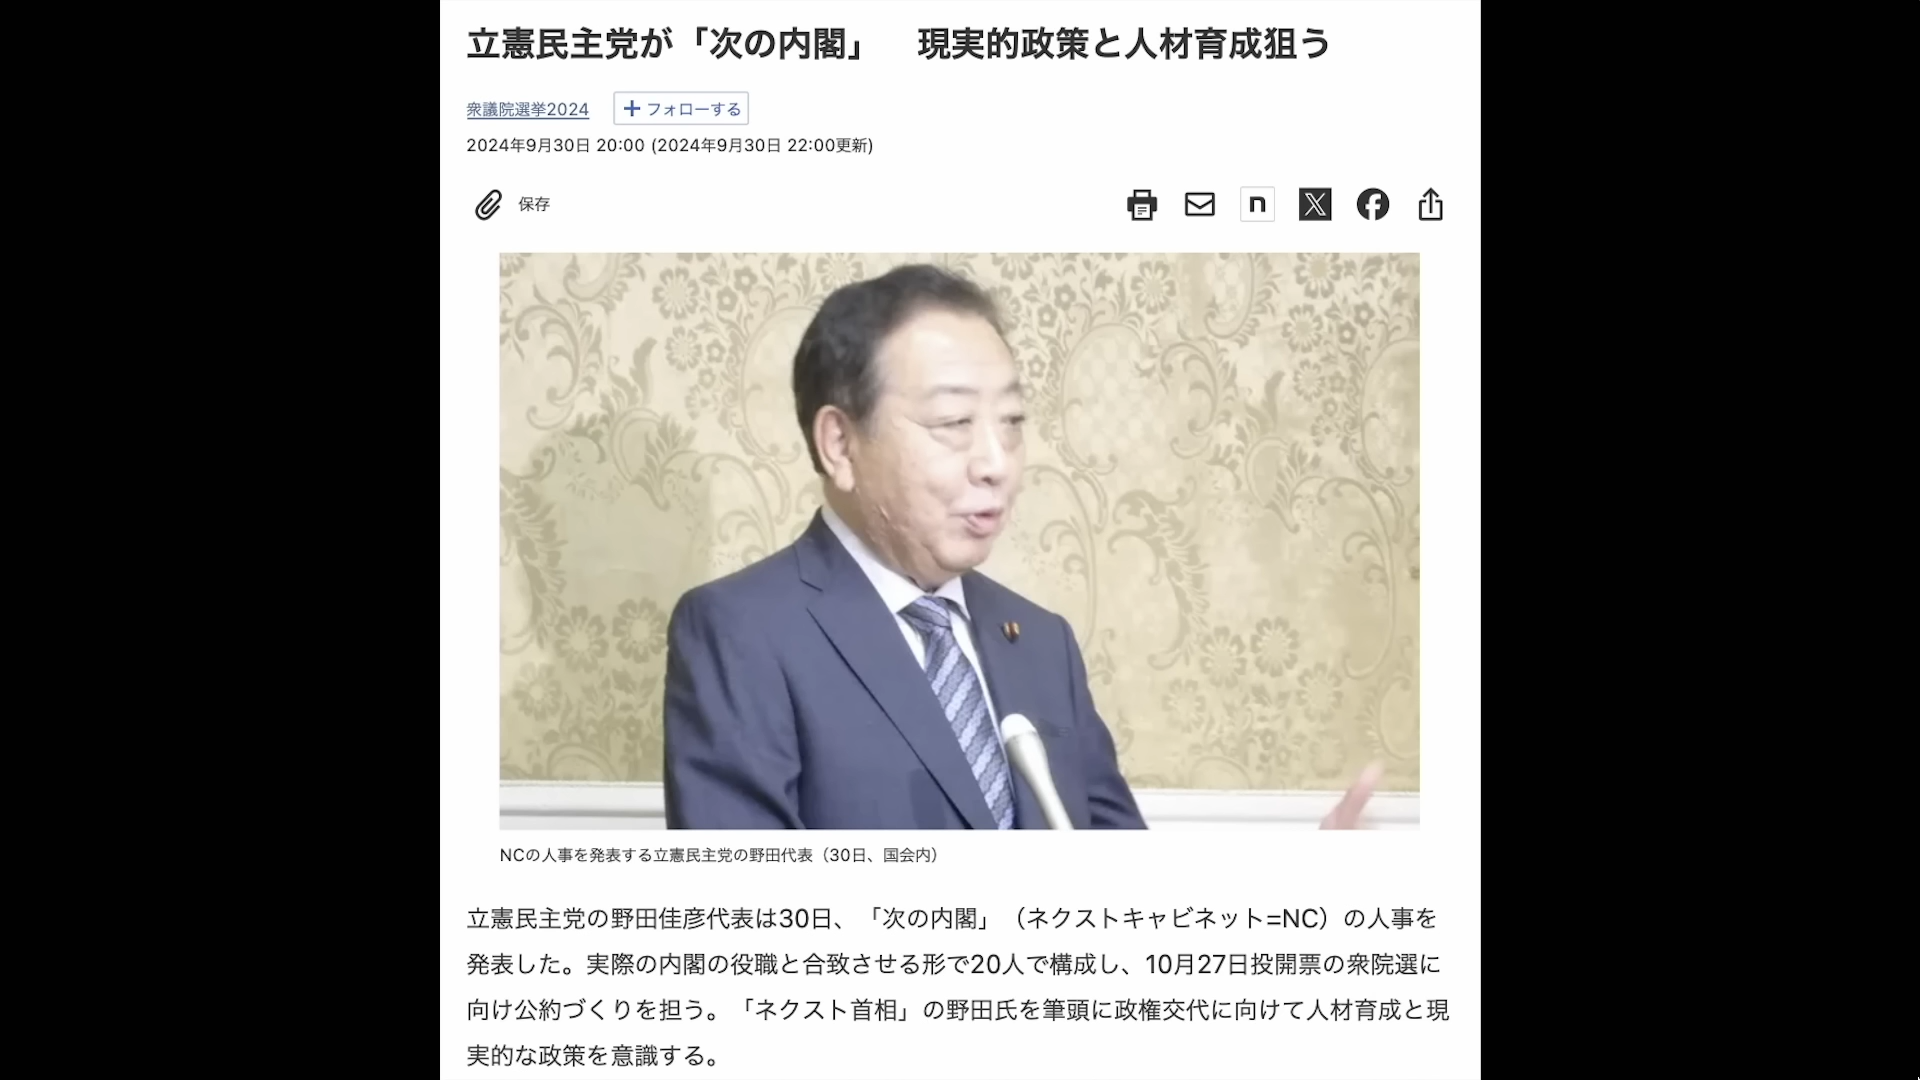 立憲民主党が「次の内閣」　現実的政策と人材育成狙う
衆議院選挙2024
＋ フォローする
2024年9月30日 20:00 (2024年9月30日 22:00更新)
保存
n
NCの人事を発表する立憲民主党の野田代表（30日、国会内）
立憲民主党の野田佳彦代表は30日、「次の内閣」（ネクストキャビネット=NC）の人事を
発表した。実際の内閣の役職と合致させる形で20人で構成し、10月27日投開票の衆院選に
向け公約づくりを担う。「ネクスト首相」の野田氏を筆頭に政権交代に向けて人材育成と現
実的な政策を意識する。